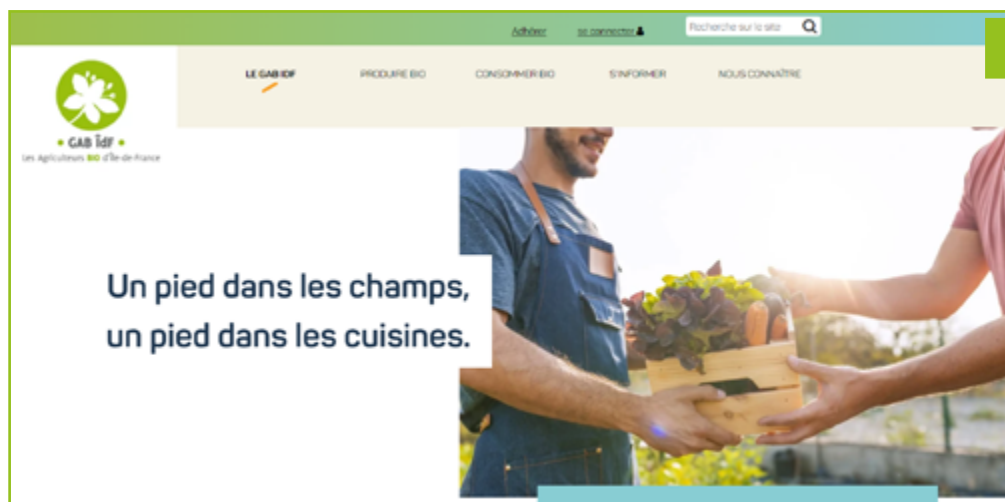 Adhérer
se connecter
Recherche sur le site
LE GAB IDF
PRODUIRE BIO
CONSOMMER BIO
S'INFORMER
NOUS CONNAÎTRE
• GAB ÎdF •
Les Agriculteurs BIO d'Île-de-France
Un pied dans les champs,
un pied dans les cuisines.